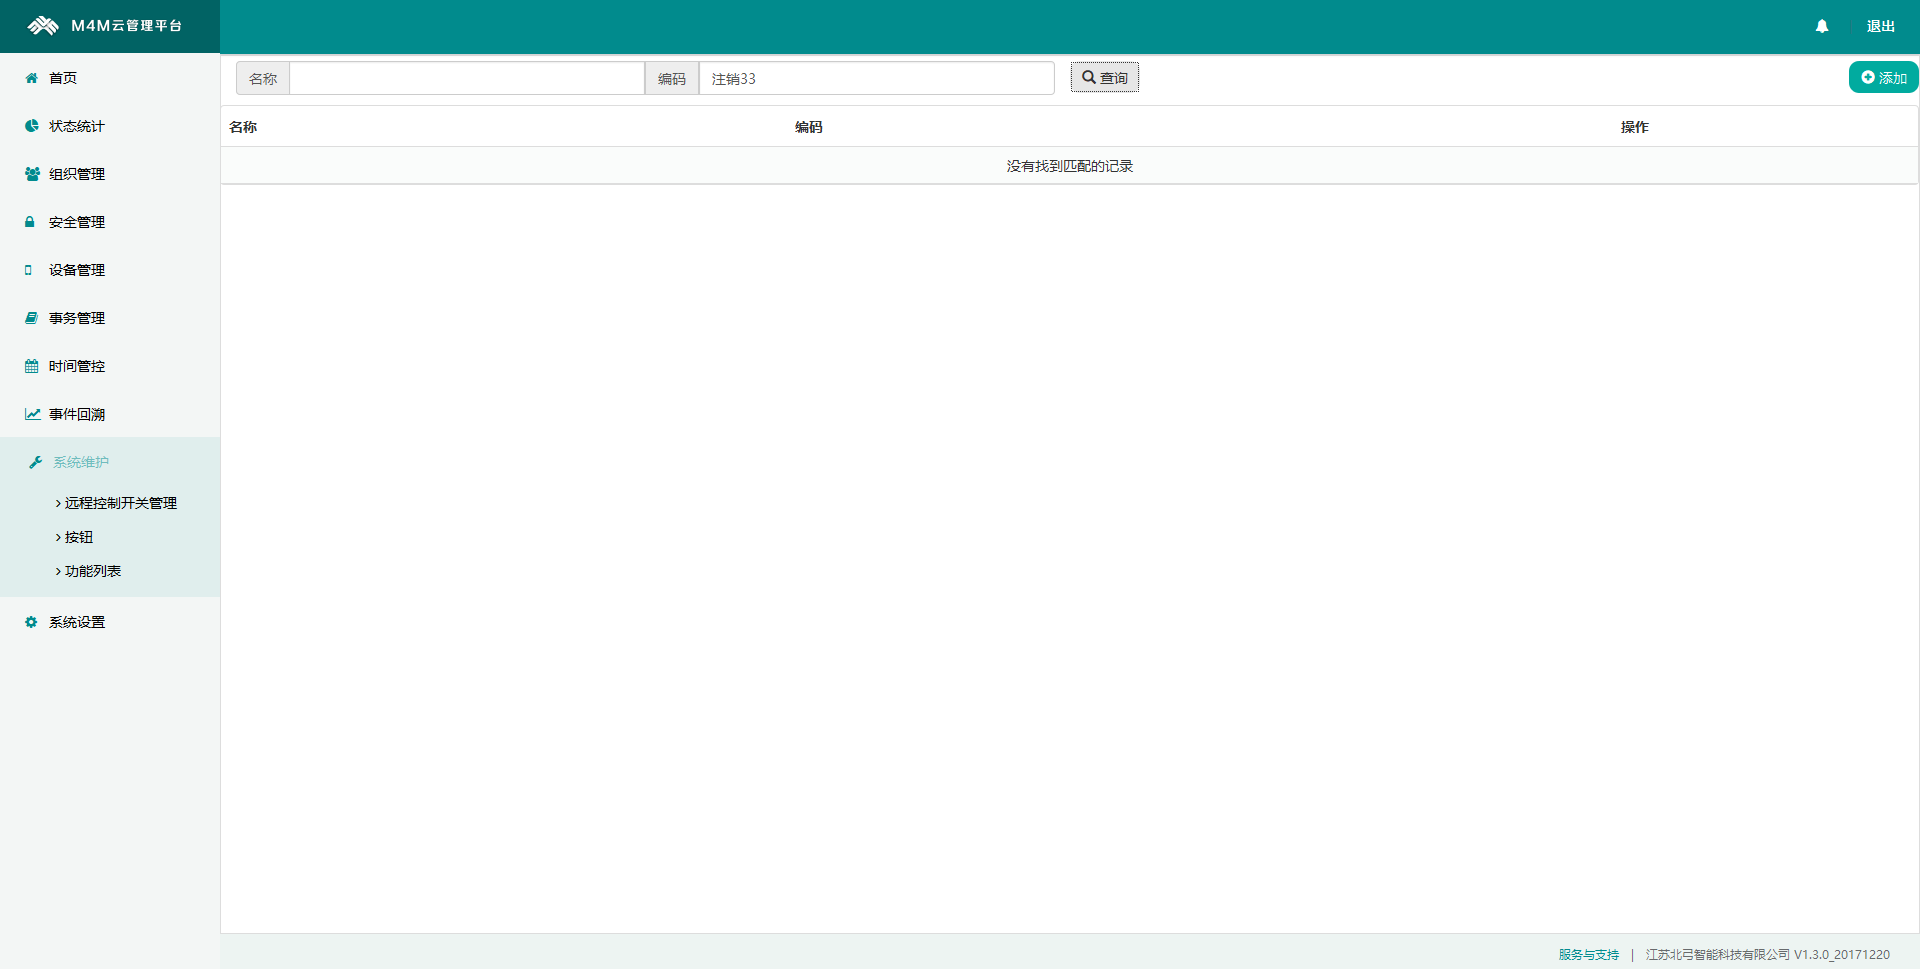 M4M云管理平台
退出
首页
状态统计
组织管理
安全管理
设备管理
事务管理
时间管控
事件回溯
系统维护
远程控制开关管理
按钮
功能列表
系统设置
名称 编码 注销33 查询 添加
名称 编码 操作
没有找到匹配的记录
服务与支持 | 江苏北弓智能科技有限公司 V1.3.0_20171220